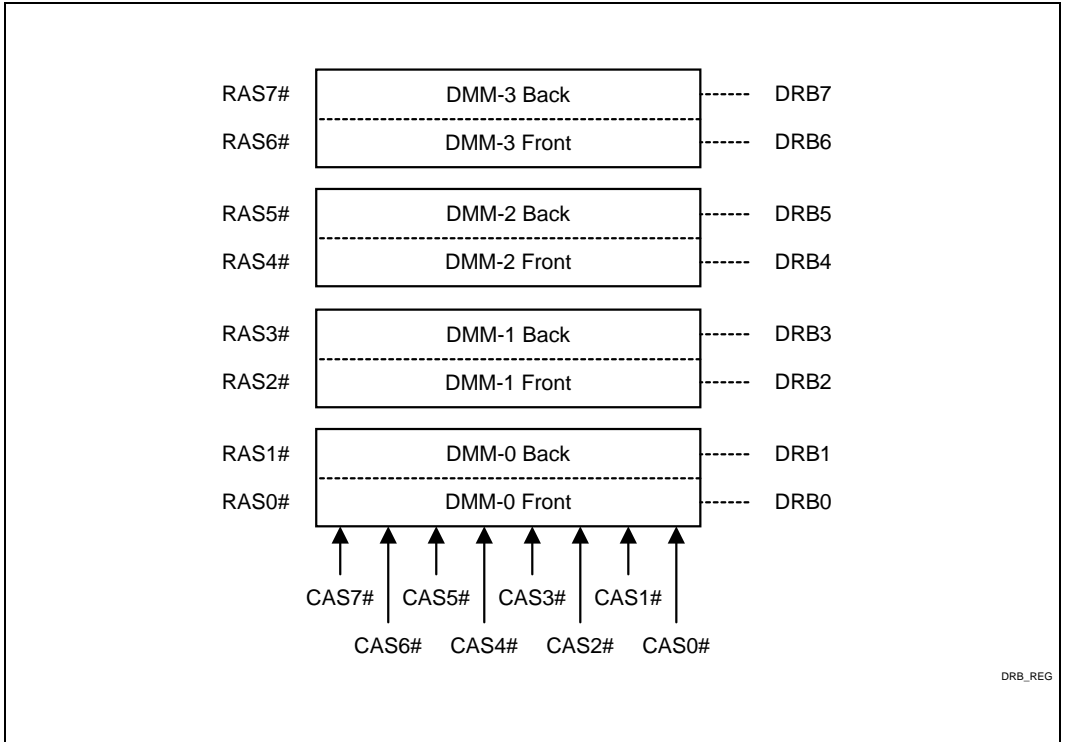 RAS7# DMM-3 Back DRB7
RAS6# DMM-3 Front DRB6
RAS5# DMM-2 Back DRB5
RAS4# DMM-2 Front DRB4
RAS3# DMM-1 Back DRB3
RAS2# DMM-1 Front DRB2
RAS1# DMM-0 Back DRB1
RAS0# DMM-0 Front DRB0
CAS7# CAS5# CAS3# CAS1#
CAS6# CAS4# CAS2# CAS0#
DRB_REG